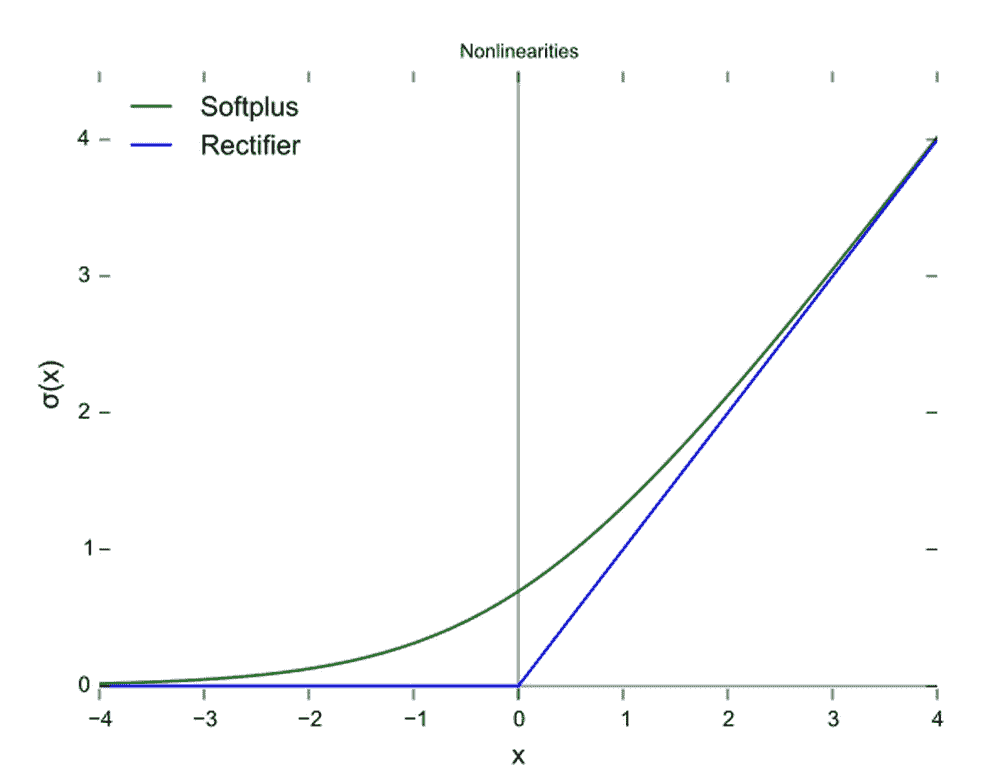 Nonlinearities
Softplus
Rectifier
4
3
2
1
0
σ(x)
−4 −3 −2 −1 0 1 2 3 4
x